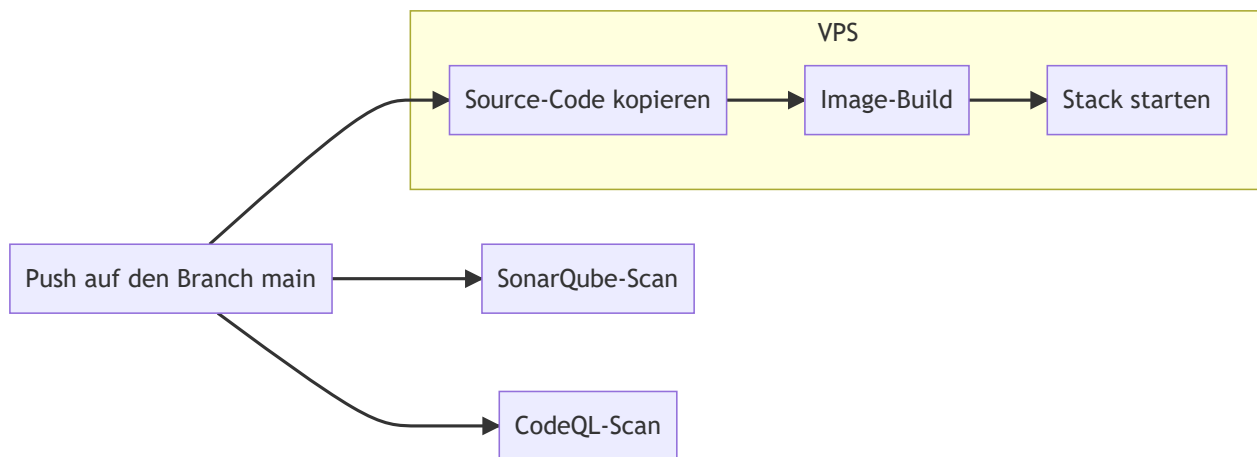 VPS
Source-Code kopieren
Image-Build
Stack starten
Push auf den Branch main
SonarQube-Scan
CodeQL-Scan